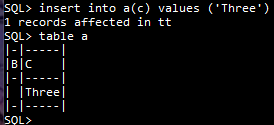 SQL> insert into a(c) values ('Three')
1 records affected in tt
SQL> table a
|-|-----|
|B|C    |
|-|-----|
| |Three|
|-|-----|
SQL>